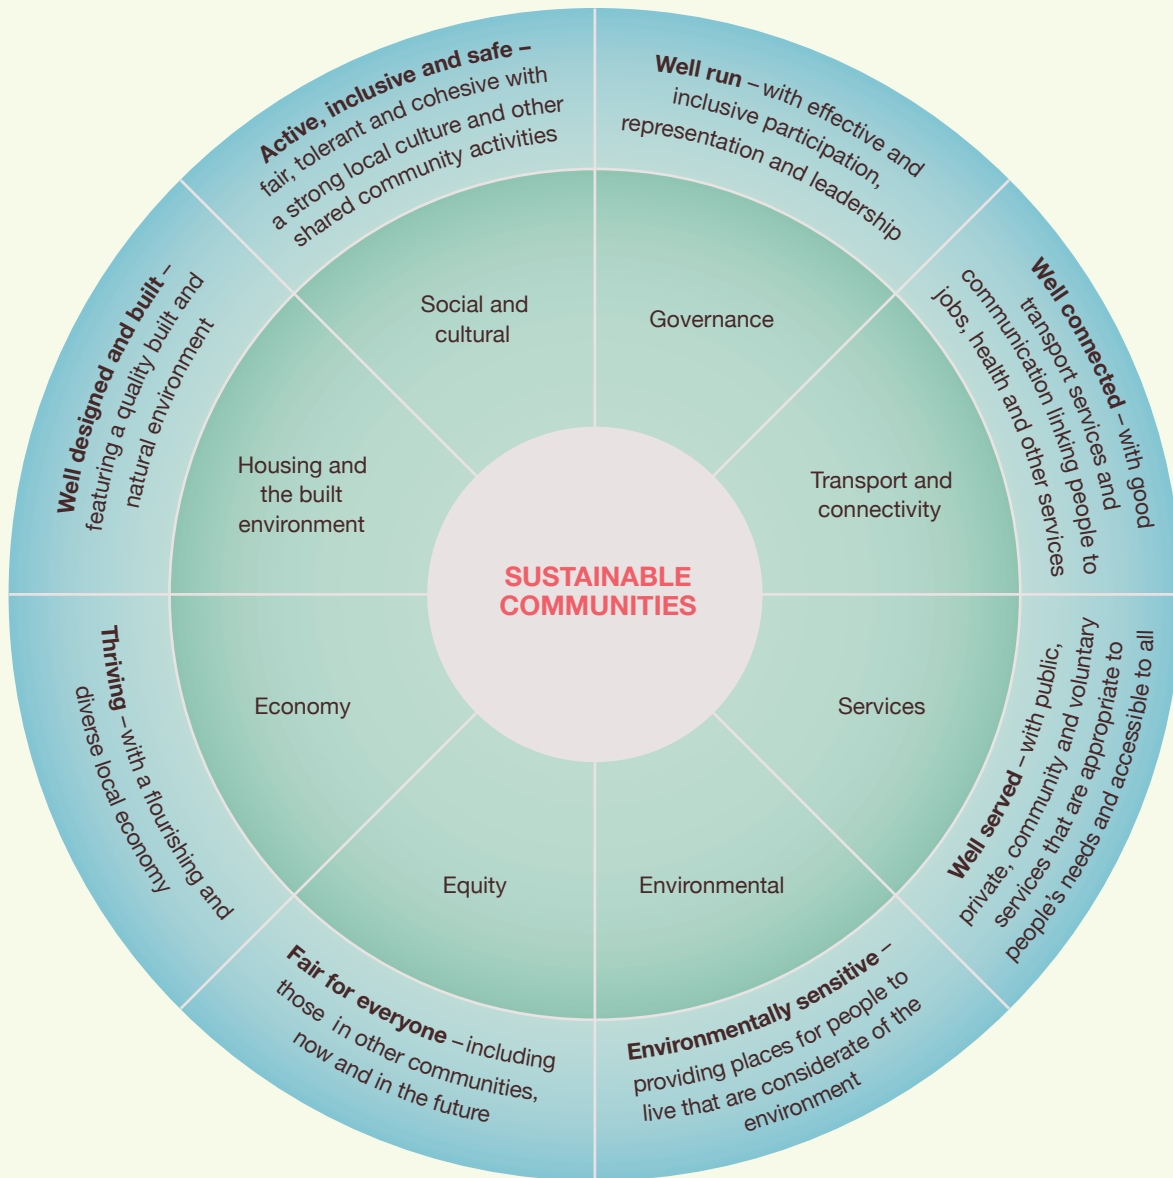 Active, inclusive and safe –
fair, tolerant and cohesive with
a strong local culture and other
shared community activities
Well run – with effective and
inclusive participation,
representation and leadership
Well connected – with good
transport services and
communication linking people to
jobs, health and other services
Well served – with public,
private, community and voluntary
services that are appropriate to
people's needs and accessible to all
Environmentally sensitive –
providing places for people to
live that are considerate of the
environment
Fair for everyone – including
those in other communities,
now and in the future
Thriving – with a flourishing and
diverse local economy
Well designed and built –
featuring a quality built and
natural environment
Social and
cultural
Governance
Transport and
connectivity
Services
Environmental
Equity
Economy
Housing and
the built
environment
SUSTAINABLE
COMMUNITIES